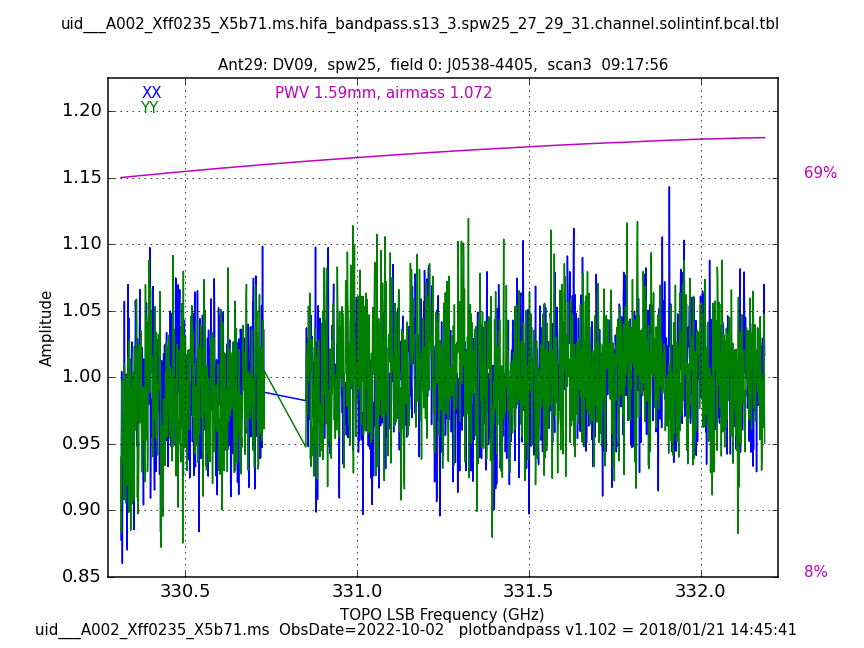 uid___A002_Xff0235_X5b71.ms.hifa_bandpass.s13_3.spw25_27_29_31.channel.solintinf.bcal.tbl
Ant29: DV09,  spw25,  field 0: J0538-4405,  scan3  09:17:56
XX
YY
PWV 1.59mm, airmass 1.072
1.20
1.15
1.10
1.05
1.00
0.95
0.90
0.85
Amplitude
69%
8%
330.5 331.0 331.5 332.0
TOPO LSB Frequency (GHz)
uid___A002_Xff0235_X5b71.ms  ObsDate=2022-10-02   plotbandpass v1.102 = 2018/01/21 14:45:41